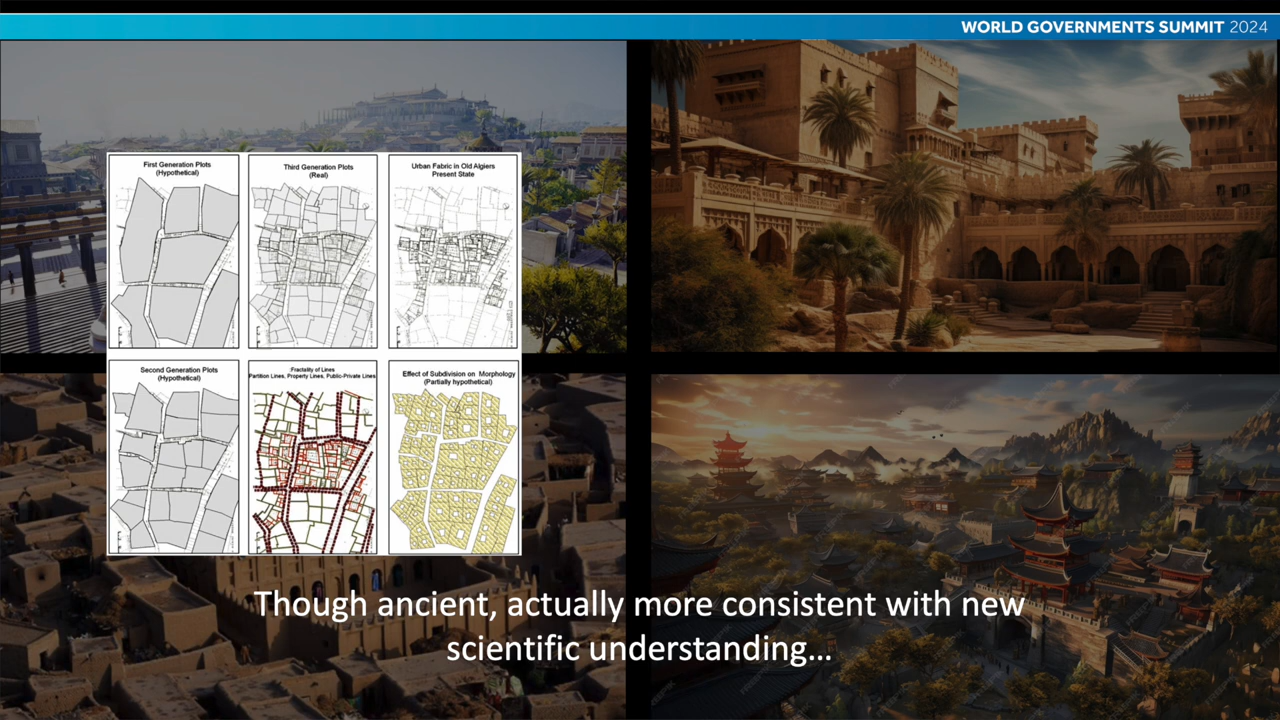 WORLD GOVERNMENTS SUMMIT 2024
First Generation Plots
(Hypothetical)
Third Generation Plots
(Real)
Urban Fabric in Old Algiers
Present State
Second Generation Plots
(Hypothetical)
Fractality of Lines
Partition Lines, Property Lines, Public-Private Lines
Effect of Subdivision on Morphology
(Partially hypothetical)
Though ancient, actually more consistent with new
scientific understanding...